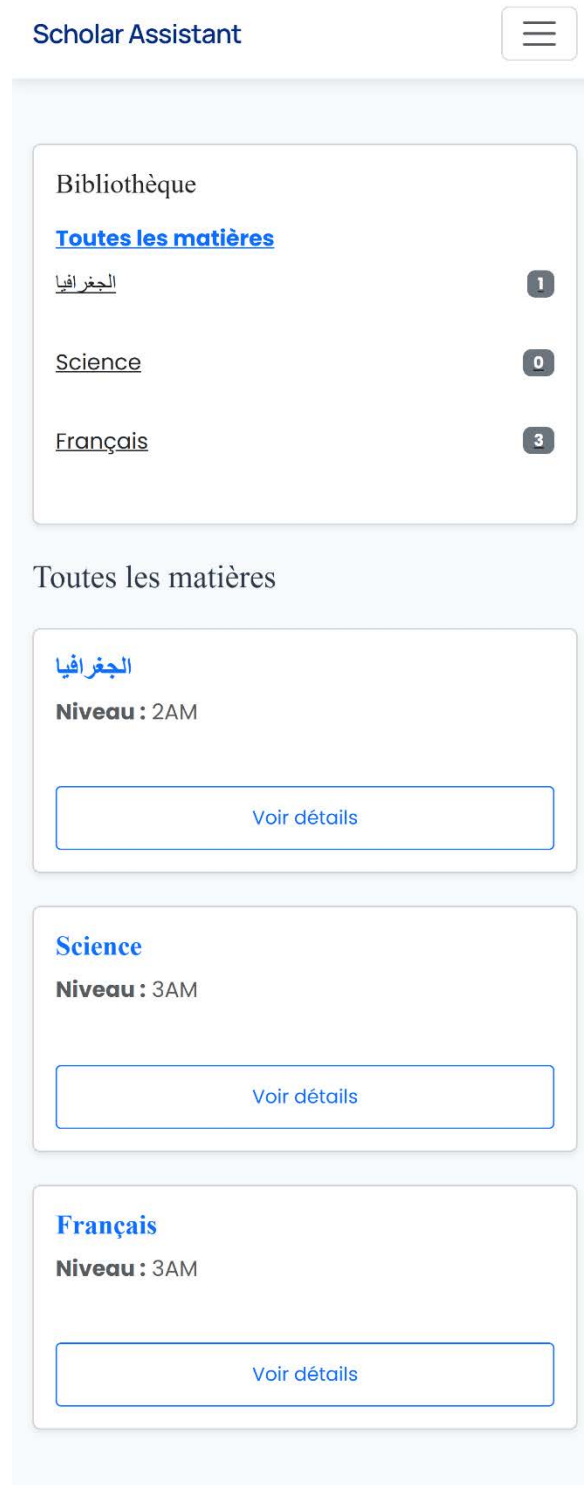 Scholar Assistant
Bibliothèque
Toutes les matières
الجغرافيا 1
Science 0
Français 3
Toutes les matières
الجغرافيا
Niveau : 2AM
Voir détails
Science
Niveau : 3AM
Voir détails
Français
Niveau : 3AM
Voir détails